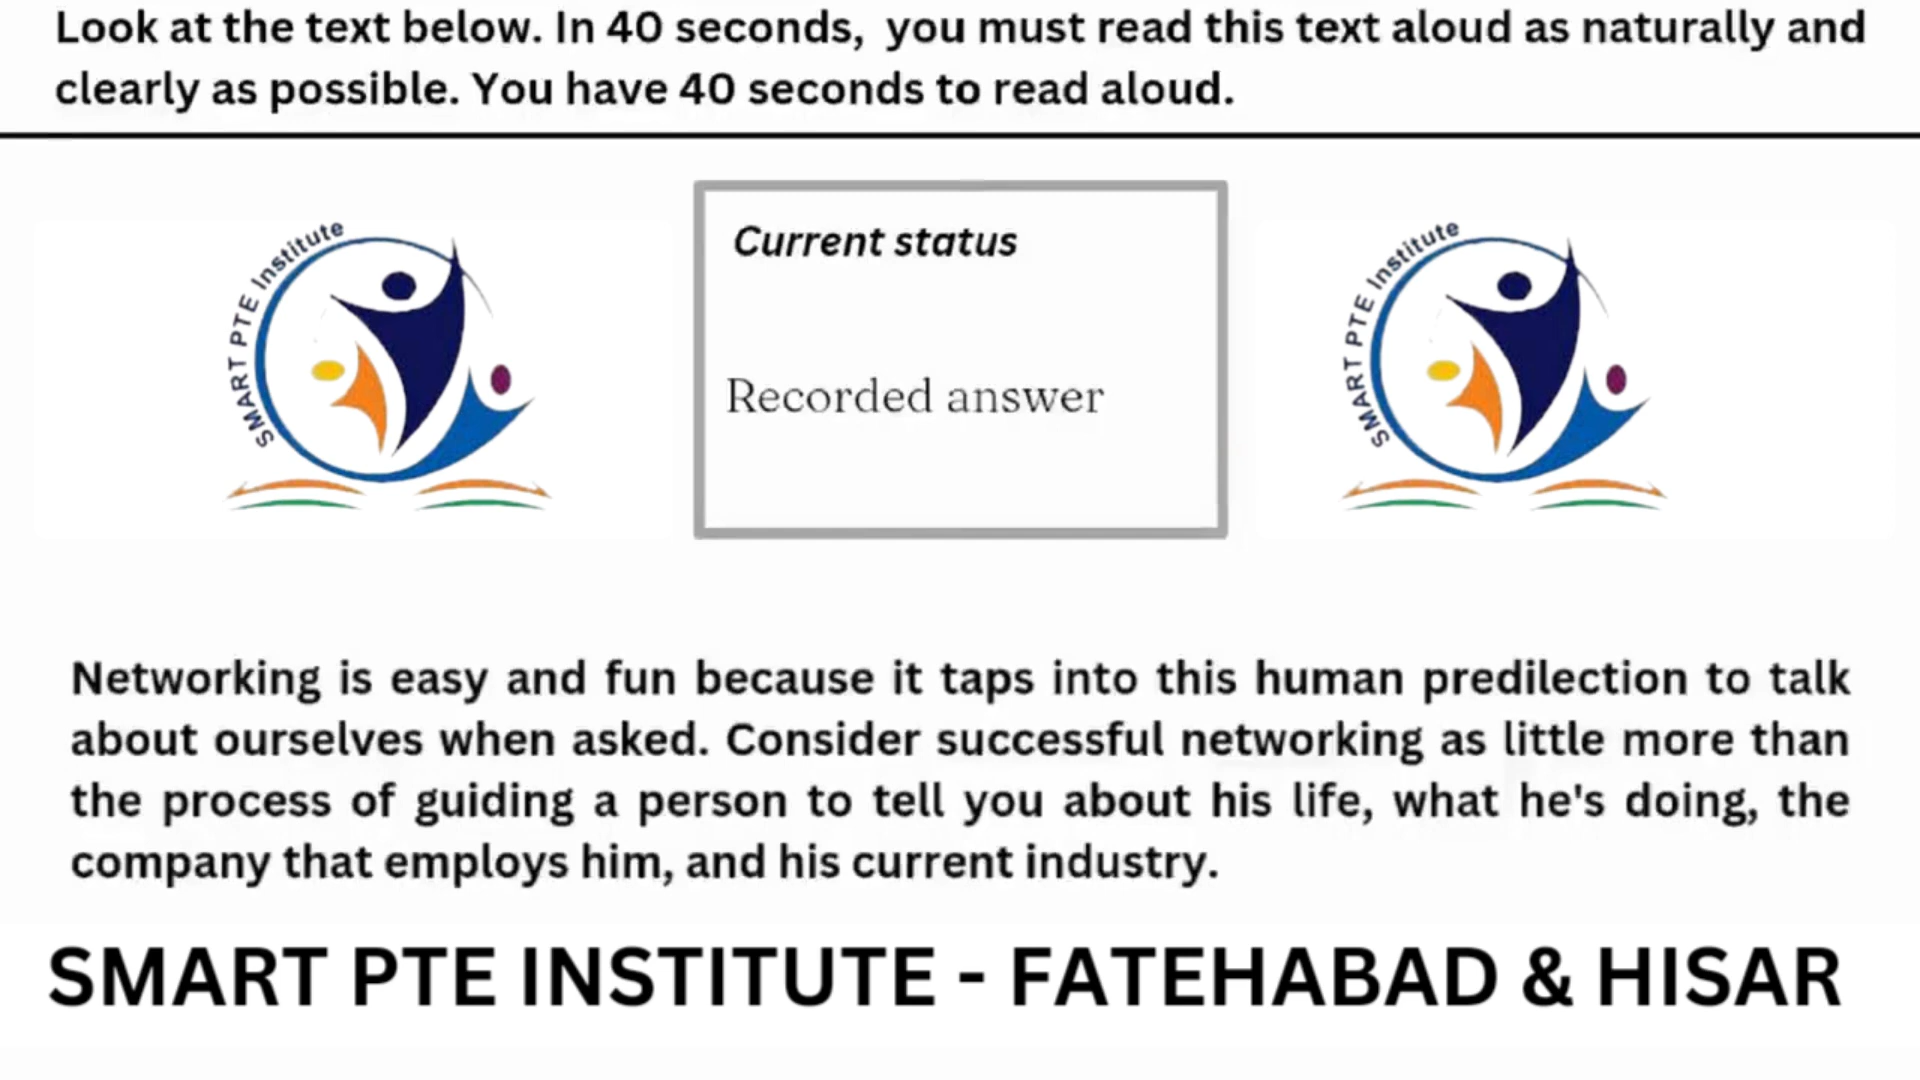 Look at the text below. In 40 seconds, you must read this text aloud as naturally and
clearly as possible. You have 40 seconds to read aloud.
SMART PTE Institute
Current status
Recorded answer
SMART PTE Institute
Networking is easy and fun because it taps into this human predilection to talk
about ourselves when asked. Consider successful networking as little more than
the process of guiding a person to tell you about his life, what he's doing, the
company that employs him, and his current industry.
SMART PTE INSTITUTE - FATEHABAD & HISAR